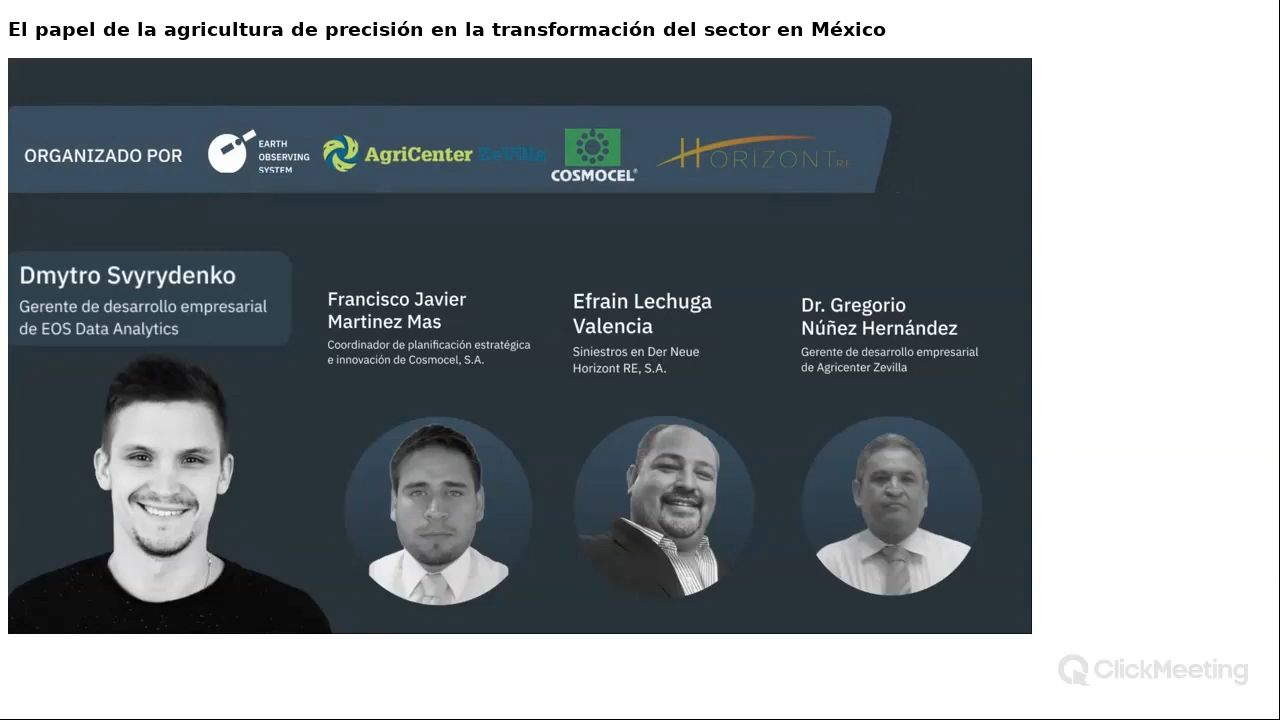 El papel de la agricultura de precisión en la transformación del sector en México
ORGANIZADO POR
EARTH
OBSERVING
SYSTEM
AgriCenter ZeVilla
COSMOCEL®
HORIZONT RE
Dmytro Svyrydenko
Gerente de desarrollo empresarial
de EOS Data Analytics
Francisco Javier
Martinez Mas
Coordinador de planificación estratégica
e innovación de Cosmocel, S.A.
Efrain Lechuga
Valencia
Siniestros en Der Neue
Horizont RE, S.A.
Dr. Gregorio
Núñez Hernández
Gerente de desarrollo empresarial
de Agricenter Zevilla
ClickMeeting